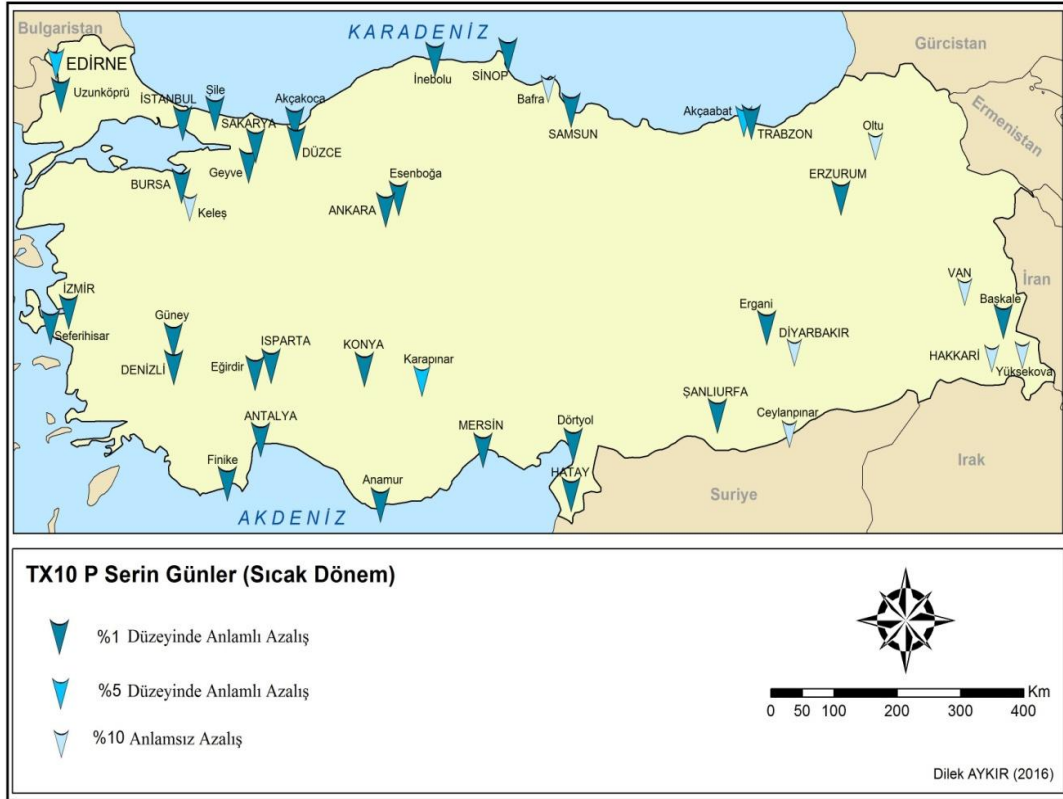 Bulgaristan
KARADENİZ
Gürcistan
EDİRNE
Uzunköprü
İSTANBUL
Şile
SAKARYA
Akçakoca
DÜZCE
Geyve
İnebolu
SİNOP
Bafra
SAMSUN
Akçaabat
TRABZON
Oltu
Ermenistan
BURSA
Keleş
Esenboğa
ANKARA
ERZURUM
İZMİR
Seferihisar
Güney
DENİZLİ
ISPARTA
Eğirdir
KONYA
Karapınar
Ergani
DİYARBAKIR
VAN
Başkale
İran
HAKKARİ
Yüksekova
ANTALYA
Finike
MERSİN
Anamur
Dörtyol
HATAY
ŞANLIURFA
Ceylanpınar
Suriye
Irak
AKDENİZ
TX10 P Serin Günler (Sıcak Dönem)
%1 Düzeyinde Anlamlı Azalış
%5 Düzeyinde Anlamlı Azalış
%10 Anlamsız Azalış
Km
0 50 100 200 300 400
Dilek AYKIR (2016)